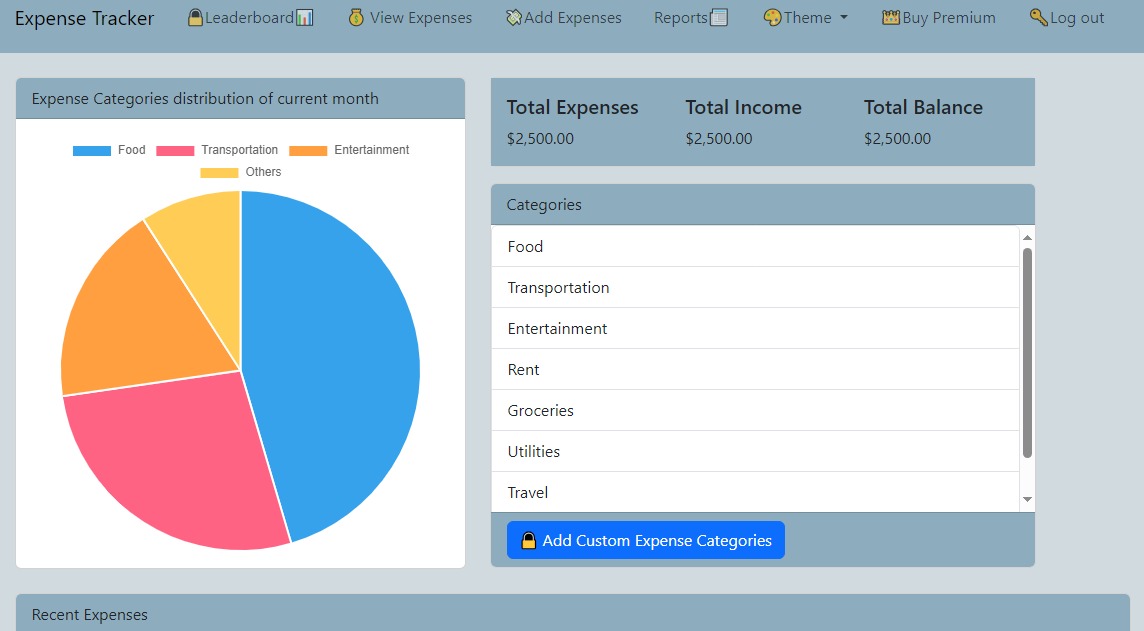 Expense Tracker Leaderboard View Expenses Add Expenses Reports Theme Buy Premium Log out
Expense Categories distribution of current month
Food Transportation Entertainment
Others
Total Expenses Total Income Total Balance
$2,500.00 $2,500.00 $2,500.00
Categories
Food
Transportation
Entertainment
Rent
Groceries
Utilities
Travel
Add Custom Expense Categories
Recent Expenses